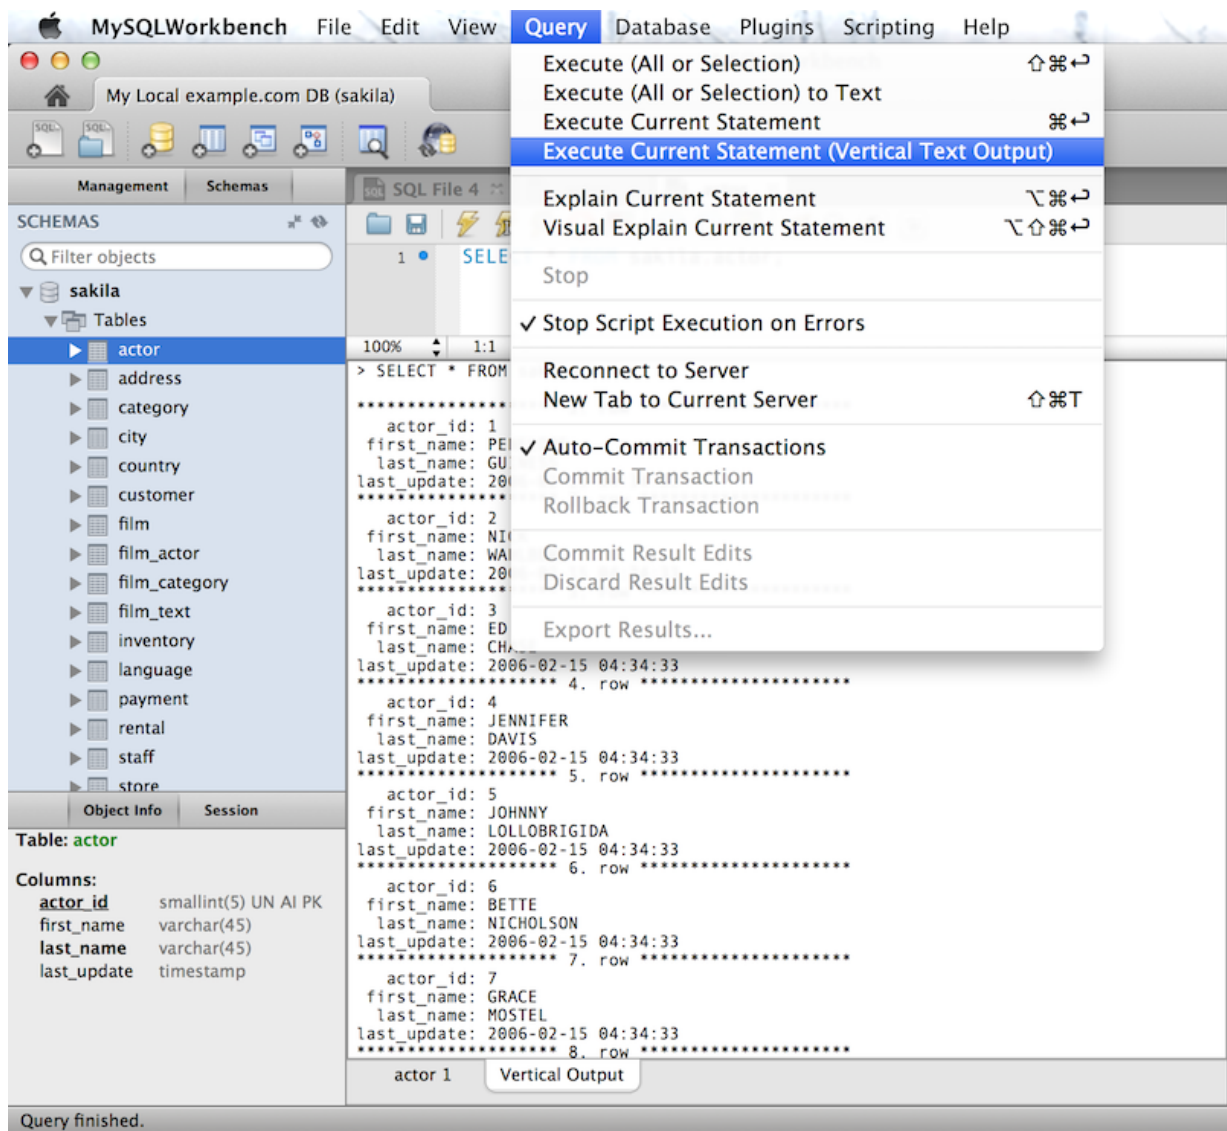 MySQLWorkbench File Edit View Query Database Plugins Scripting Help
My Local example.com DB (sakila)
Execute (All or Selection) ⇧⌘↩
Execute (All or Selection) to Text
Execute Current Statement ⌘↩
Execute Current Statement (Vertical Text Output)
Explain Current Statement ⌥⌘↩
Visual Explain Current Statement ⌥⇧⌘↩
Stop
✓ Stop Script Execution on Errors
Reconnect to Server
New Tab to Current Server ⇧⌘T
✓ Auto-Commit Transactions
Commit Transaction
Rollback Transaction
Commit Result Edits
Discard Result Edits
Export Results...
Management Schemas
SCHEMAS
Filter objects
sakila
Tables
actor
address
category
city
country
customer
film
film_actor
film_category
film_text
inventory
language
payment
rental
staff
store
Object Info Session
Table: actor
Columns:
actor_id smallint(5) UN AI PK
first_name varchar(45)
last_name varchar(45)
last_update timestamp
SQL File 4
1 SELE
100% 1:1
> SELECT * FROM
actor_id: 1
first_name:
last_name:
last_update:
actor_id: 2
first_name:
last_name:
last_update:
actor_id: 3
first_name: ED
last_name:
last_update: 2006-02-15 04:34:33
******************** 4. row *********************
actor_id: 4
first_name: JENNIFER
last_name: DAVIS
last_update: 2006-02-15 04:34:33
******************** 5. row *********************
actor_id: 5
first_name: JOHNNY
last_name: LOLLOBRIGIDA
last_update: 2006-02-15 04:34:33
******************** 6. row *********************
actor_id: 6
first_name: BETTE
last_name: NICHOLSON
last_update: 2006-02-15 04:34:33
******************** 7. row *********************
actor_id: 7
first_name: GRACE
last_name: MOSTEL
last_update: 2006-02-15 04:34:33
******************** 8. row *********************
actor 1 Vertical Output
Query finished.